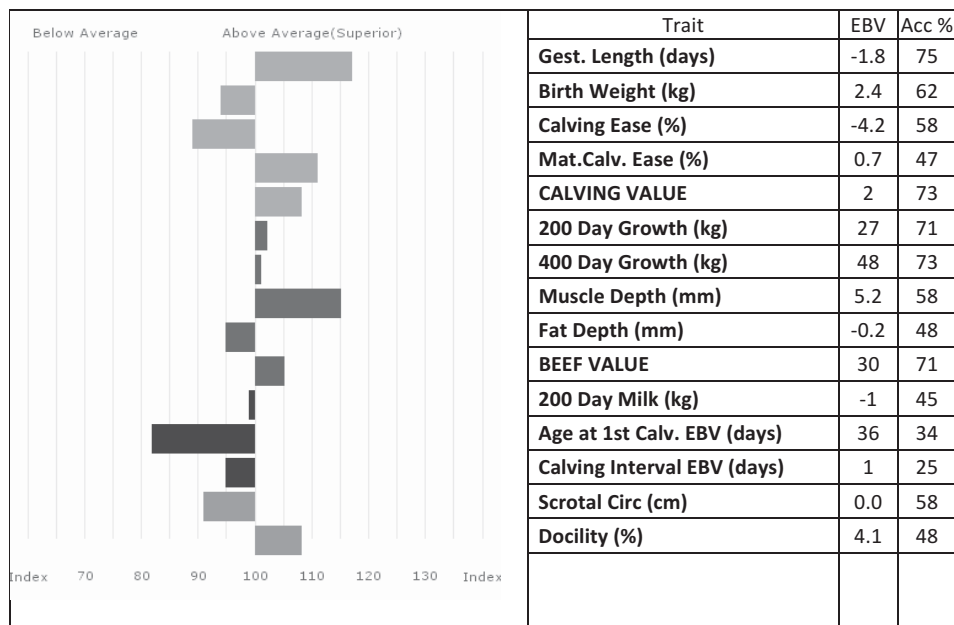 Below Average Above Average(Superior)
Index 70 80 90 100 110 120 130 Index
Trait EBV Acc %
Gest. Length (days) -1.8 75
Birth Weight (kg) 2.4 62
Calving Ease (%) -4.2 58
Mat.Calv. Ease (%) 0.7 47
CALVING VALUE 2 73
200 Day Growth (kg) 27 71
400 Day Growth (kg) 48 73
Muscle Depth (mm) 5.2 58
Fat Depth (mm) -0.2 48
BEEF VALUE 30 71
200 Day Milk (kg) -1 45
Age at 1st Calv. EBV (days) 36 34
Calving Interval EBV (days) 1 25
Scrotal Circ (cm) 0.0 58
Docility (%) 4.1 48